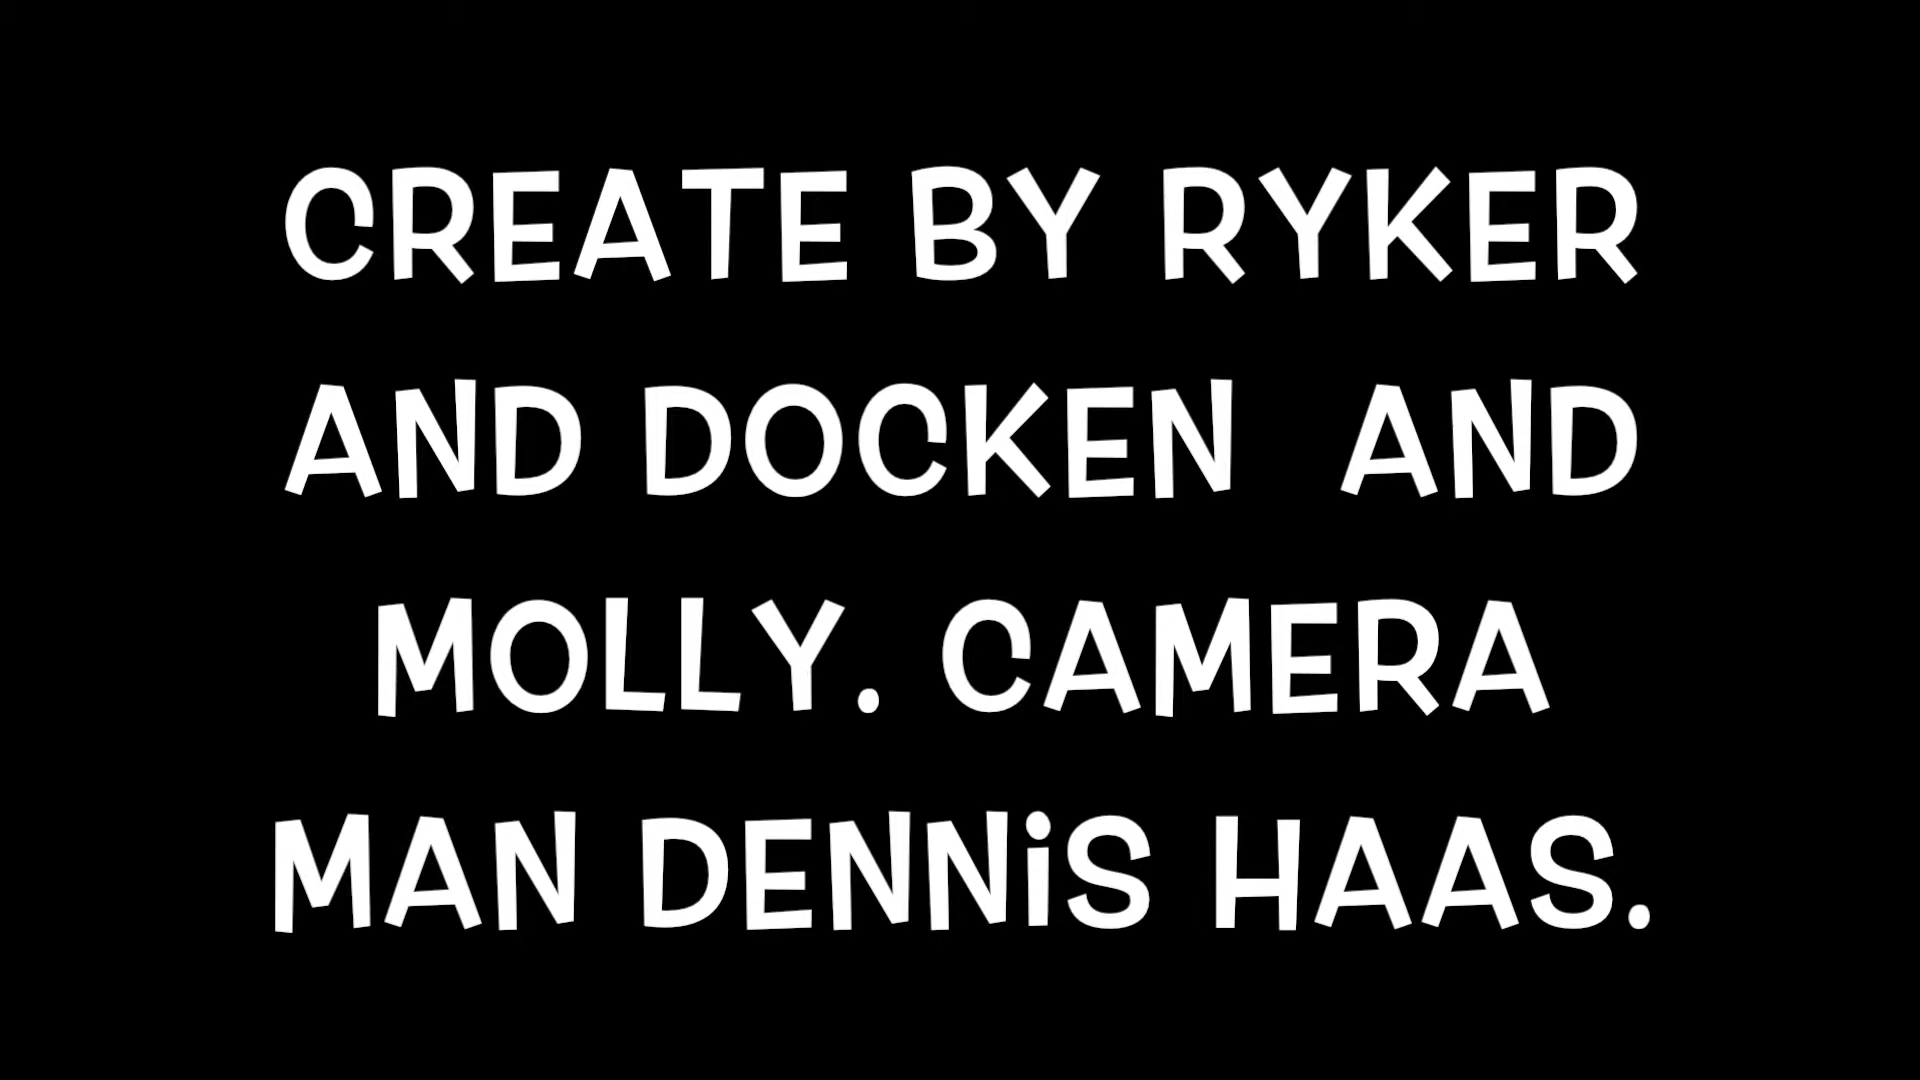 CREATE BY RYKER
AND DOCKEN  AND
MOLLY. CAMERA
MAN DENNiS HAAS.